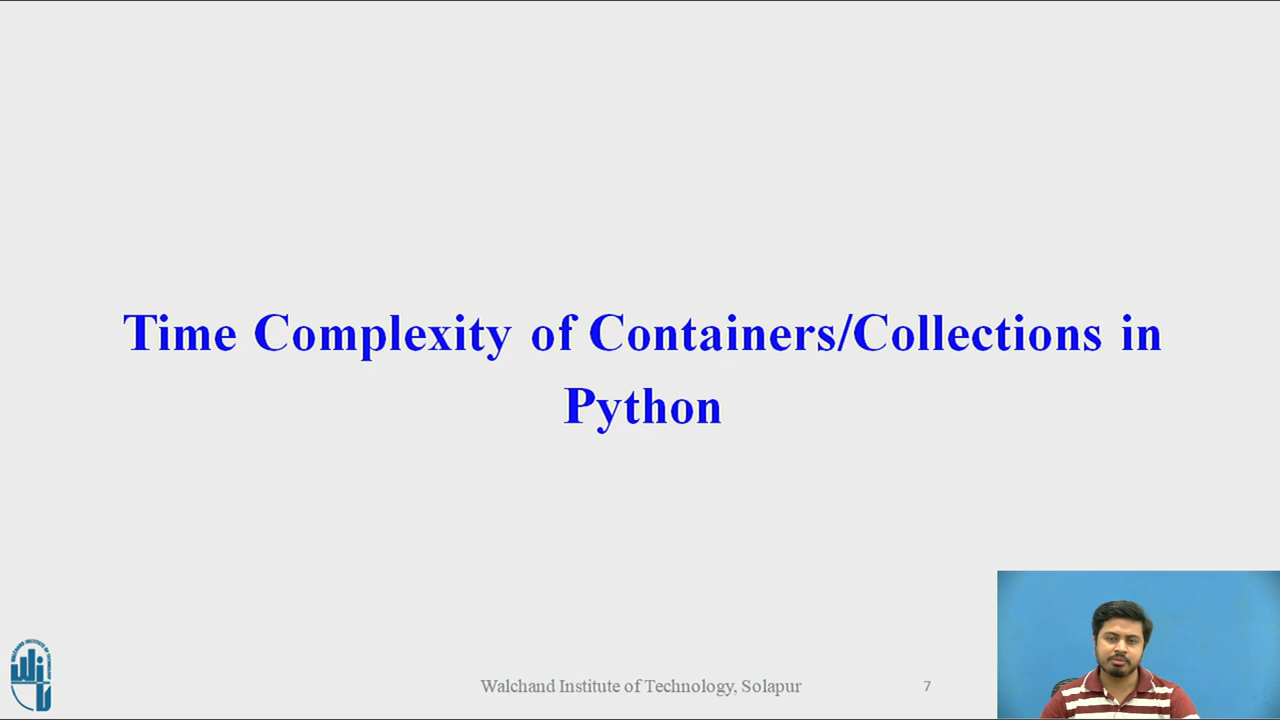 Time Complexity of Containers/Collections in
Python
Walchand Institute of Technology, Solapur
7